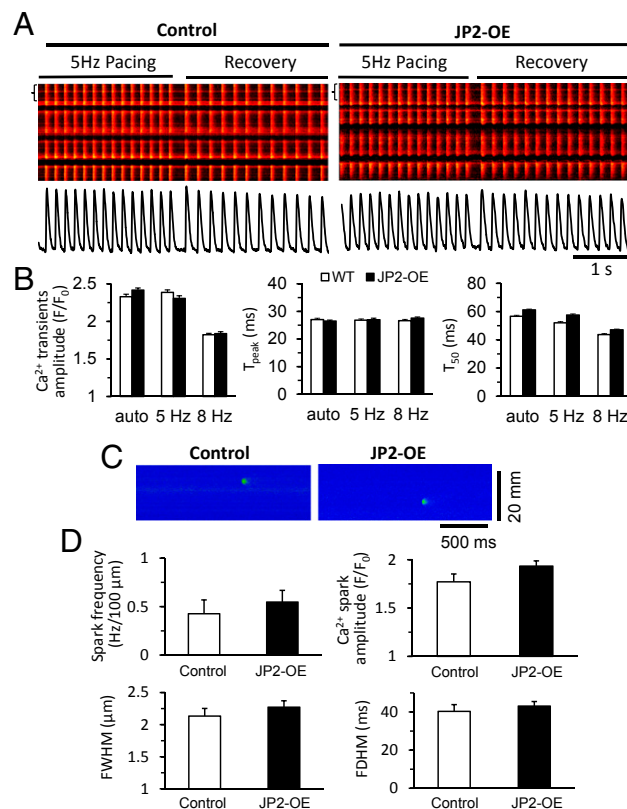 A
Control
JP2-OE
5Hz Pacing
Recovery
5Hz Pacing
Recovery
1 s
B
Ca2+ transients
amplitude (F/F0)
2.5
2
1.5
1
auto 5 Hz 8 Hz
WT JP2-OE
Tpeak (ms)
40
30
20
10
0
auto 5 Hz 8 Hz
T50 (ms)
80
60
40
20
0
auto 5 Hz 8 Hz
C
Control
JP2-OE
20 mm
500 ms
D
Spark frequency
(Hz/100 µm)
1
0.5
0
Control JP2-OE
Ca2+ spark
amplitude (F/F0)
2
1.5
1
Control JP2-OE
FWHM (µm)
2.5
2
1.5
1
Control JP2-OE
FDHM (ms)
40
20
0
Control JP2-OE